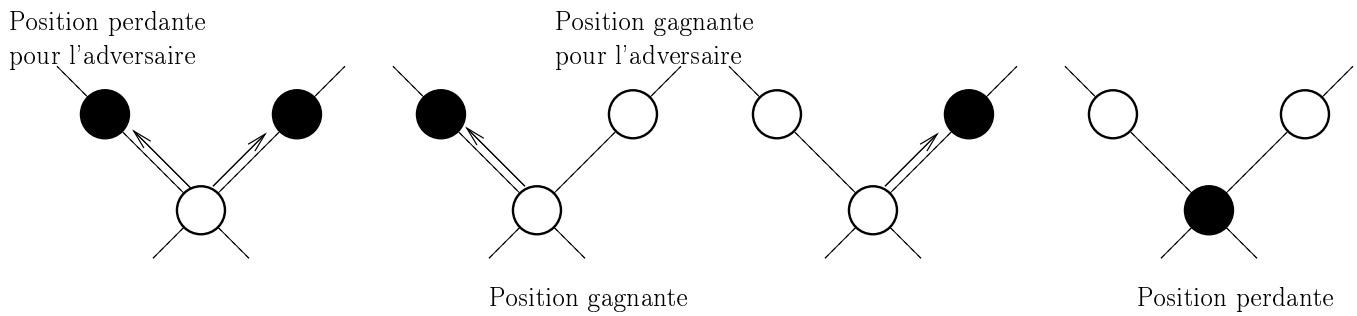 Position perdante
pour l'adversaire
Position gagnante
pour l'adversaire
Position gagnante
Position perdante